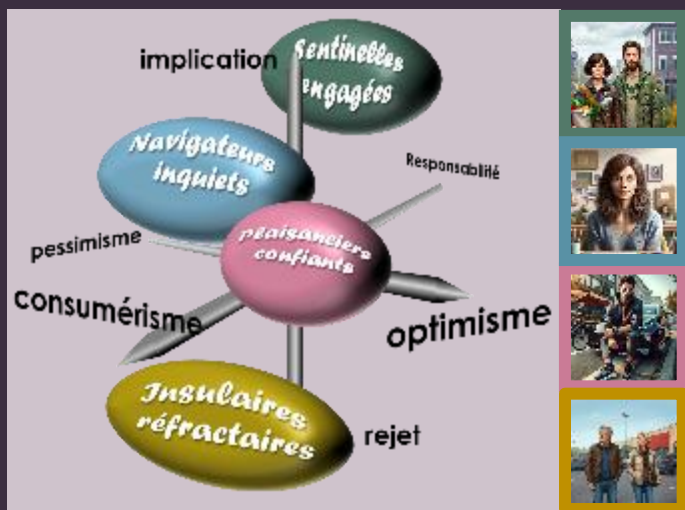 implication
Sentinelles
engagées
Navigateurs
inquiets
Responsabilité
Plaisanciers
confiants
pessimisme
consumérisme
optimisme
Insulaires
réfractaires
rejet